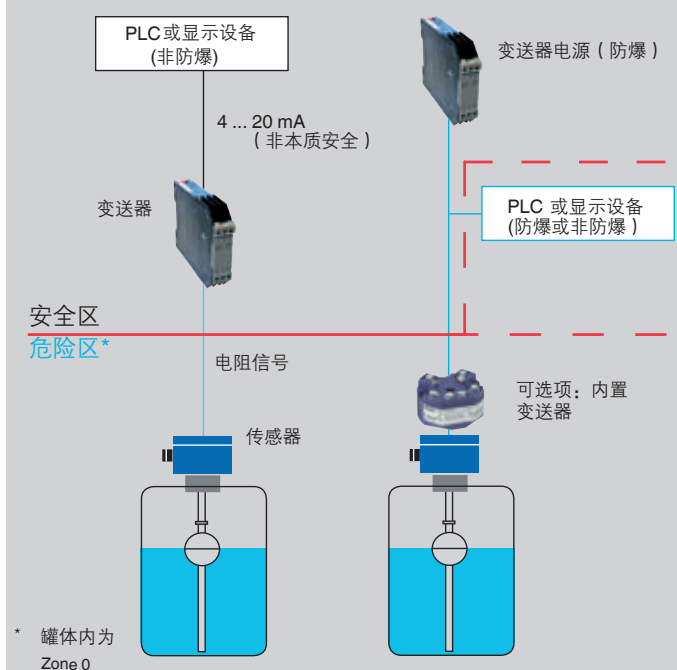 PLC或显示设备
(非防爆)
变送器电源（防爆）
4 ... 20 mA
（非本质安全）
变送器
PLC 或显示设备
(防爆或非防爆）
安全区
危险区*
电阻信号
可选项：内置
变送器
传感器
* 罐体内为
Zone 0